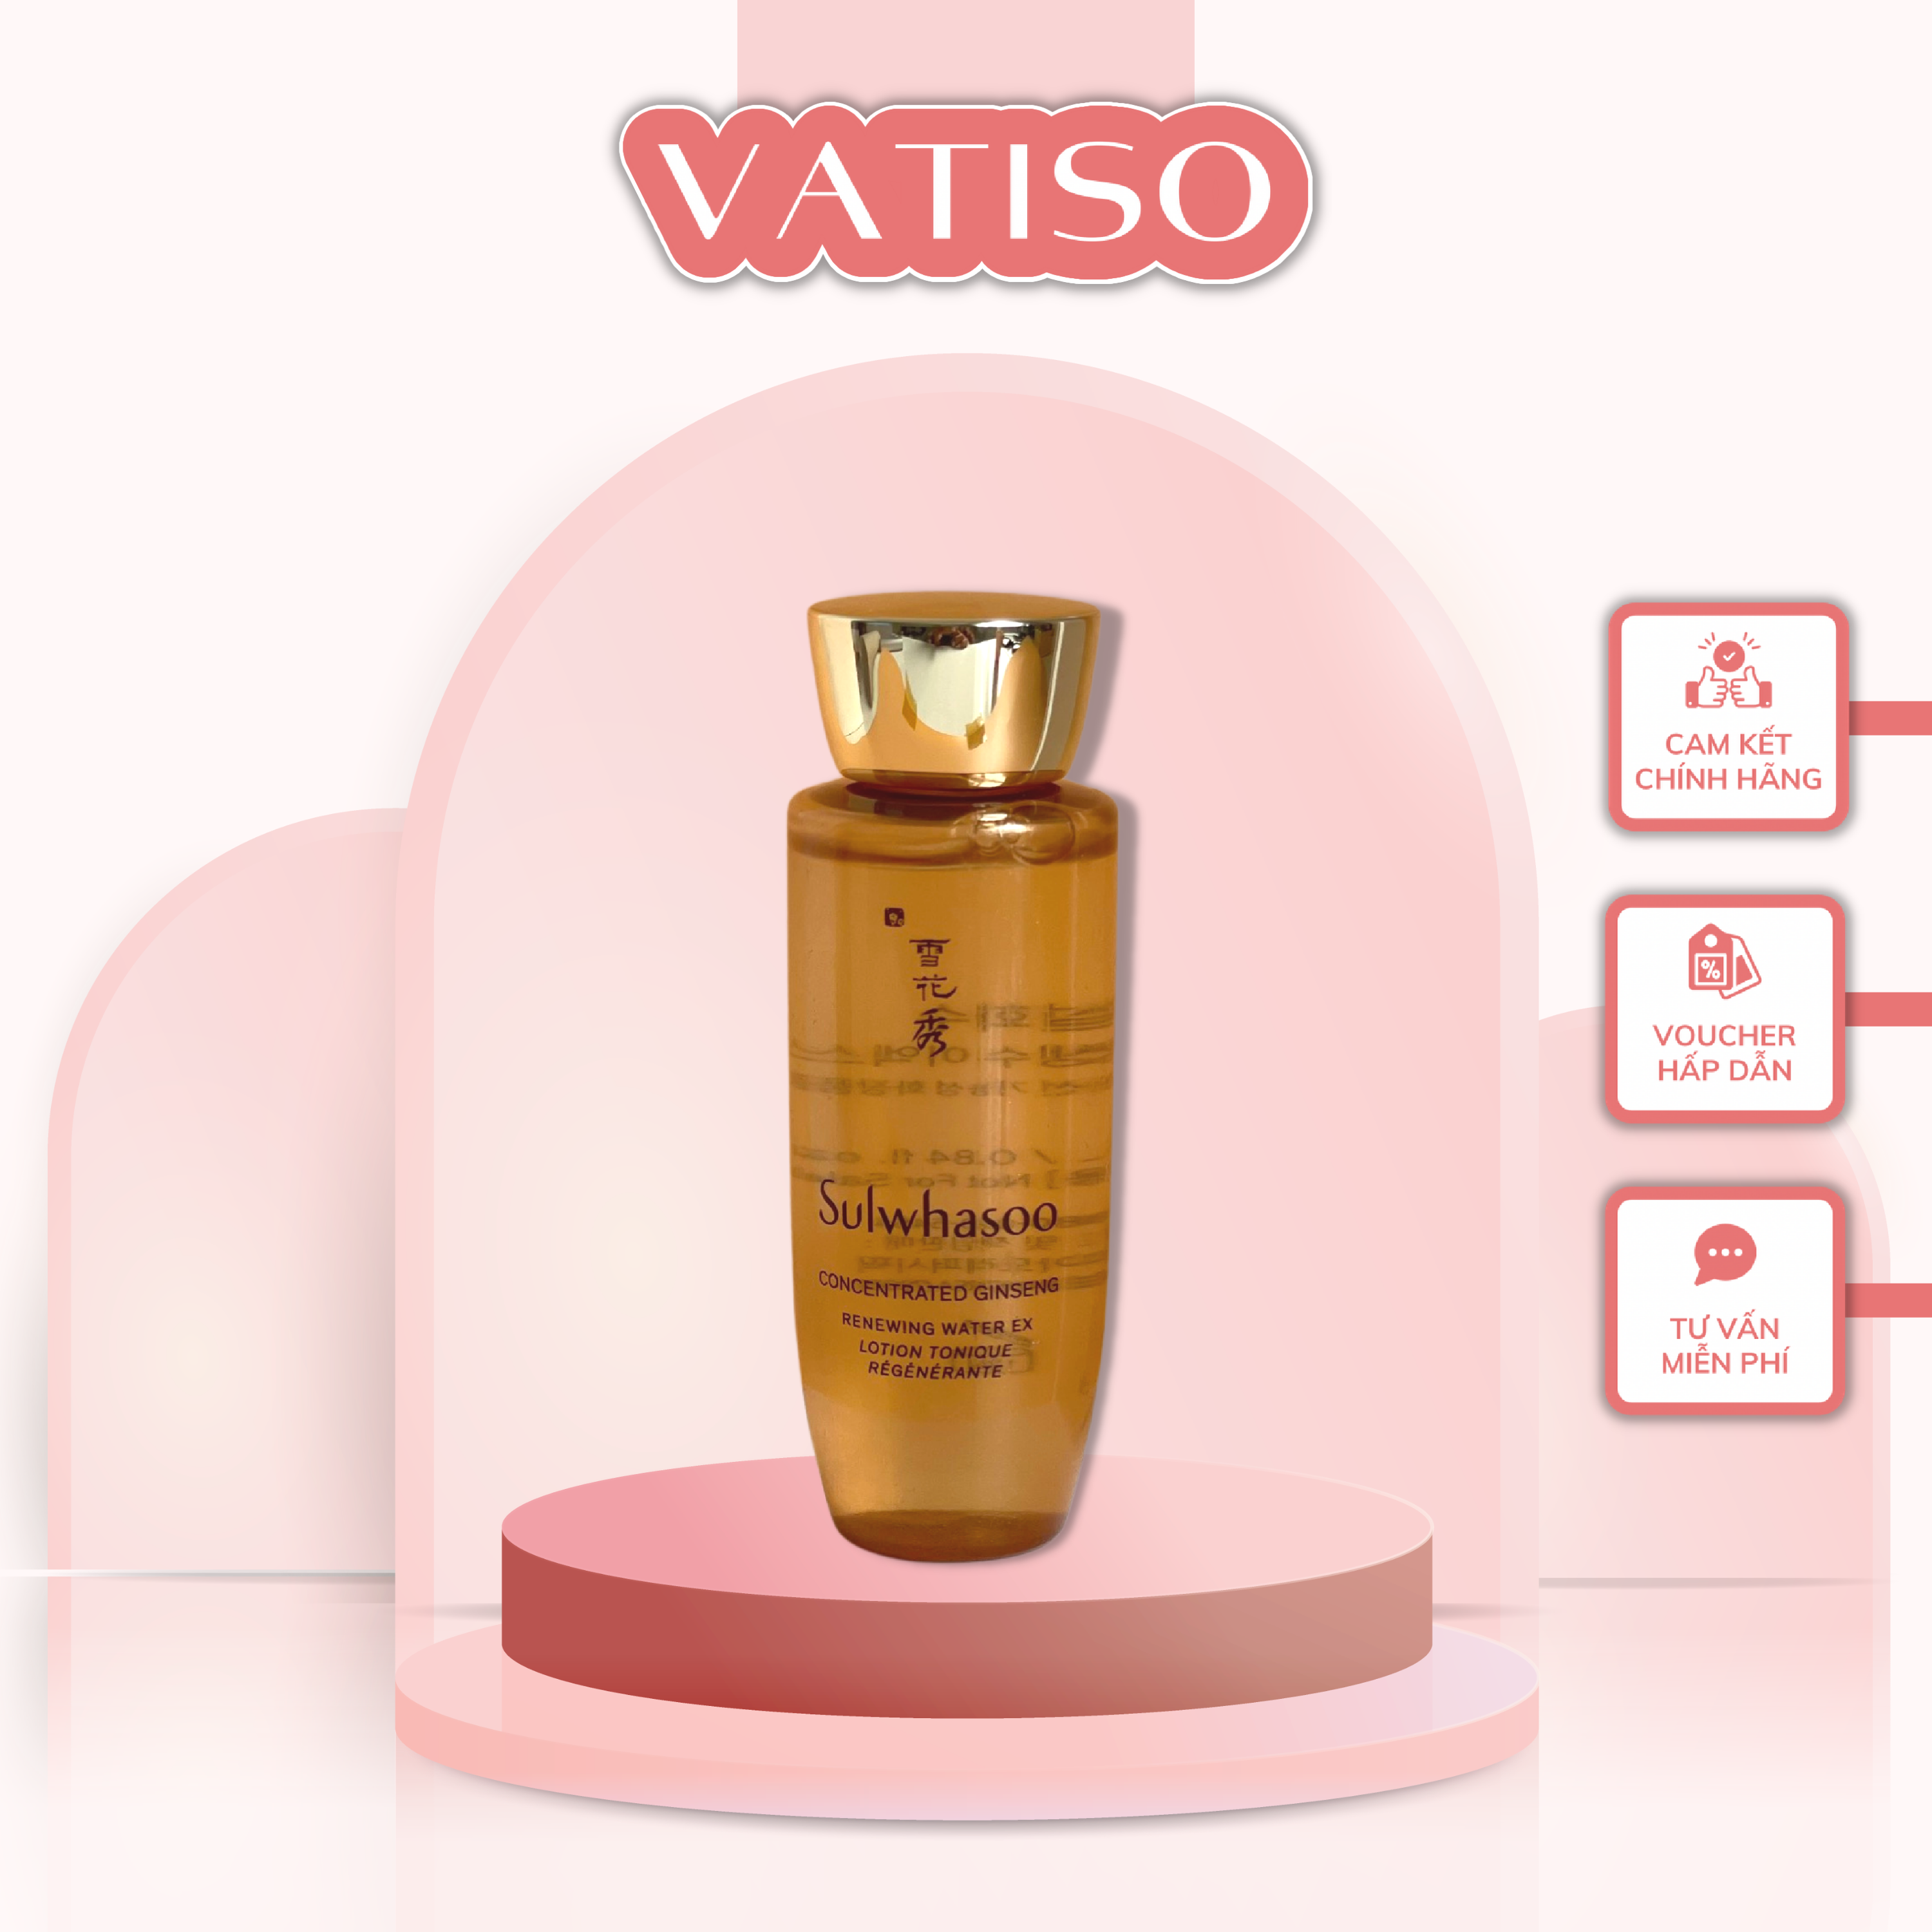 VATISO
雪
花
秀
Sulwhasoo
CONCENTRATED GINSENG
RENEWING WATER EX
LOTION TONIQUE
RÉGÉNÉRANTE
CAM KẾT
CHÍNH HÃNG
%
VOUCHER
HẤP DẪN
TƯ VẤN
MIỄN PHÍ